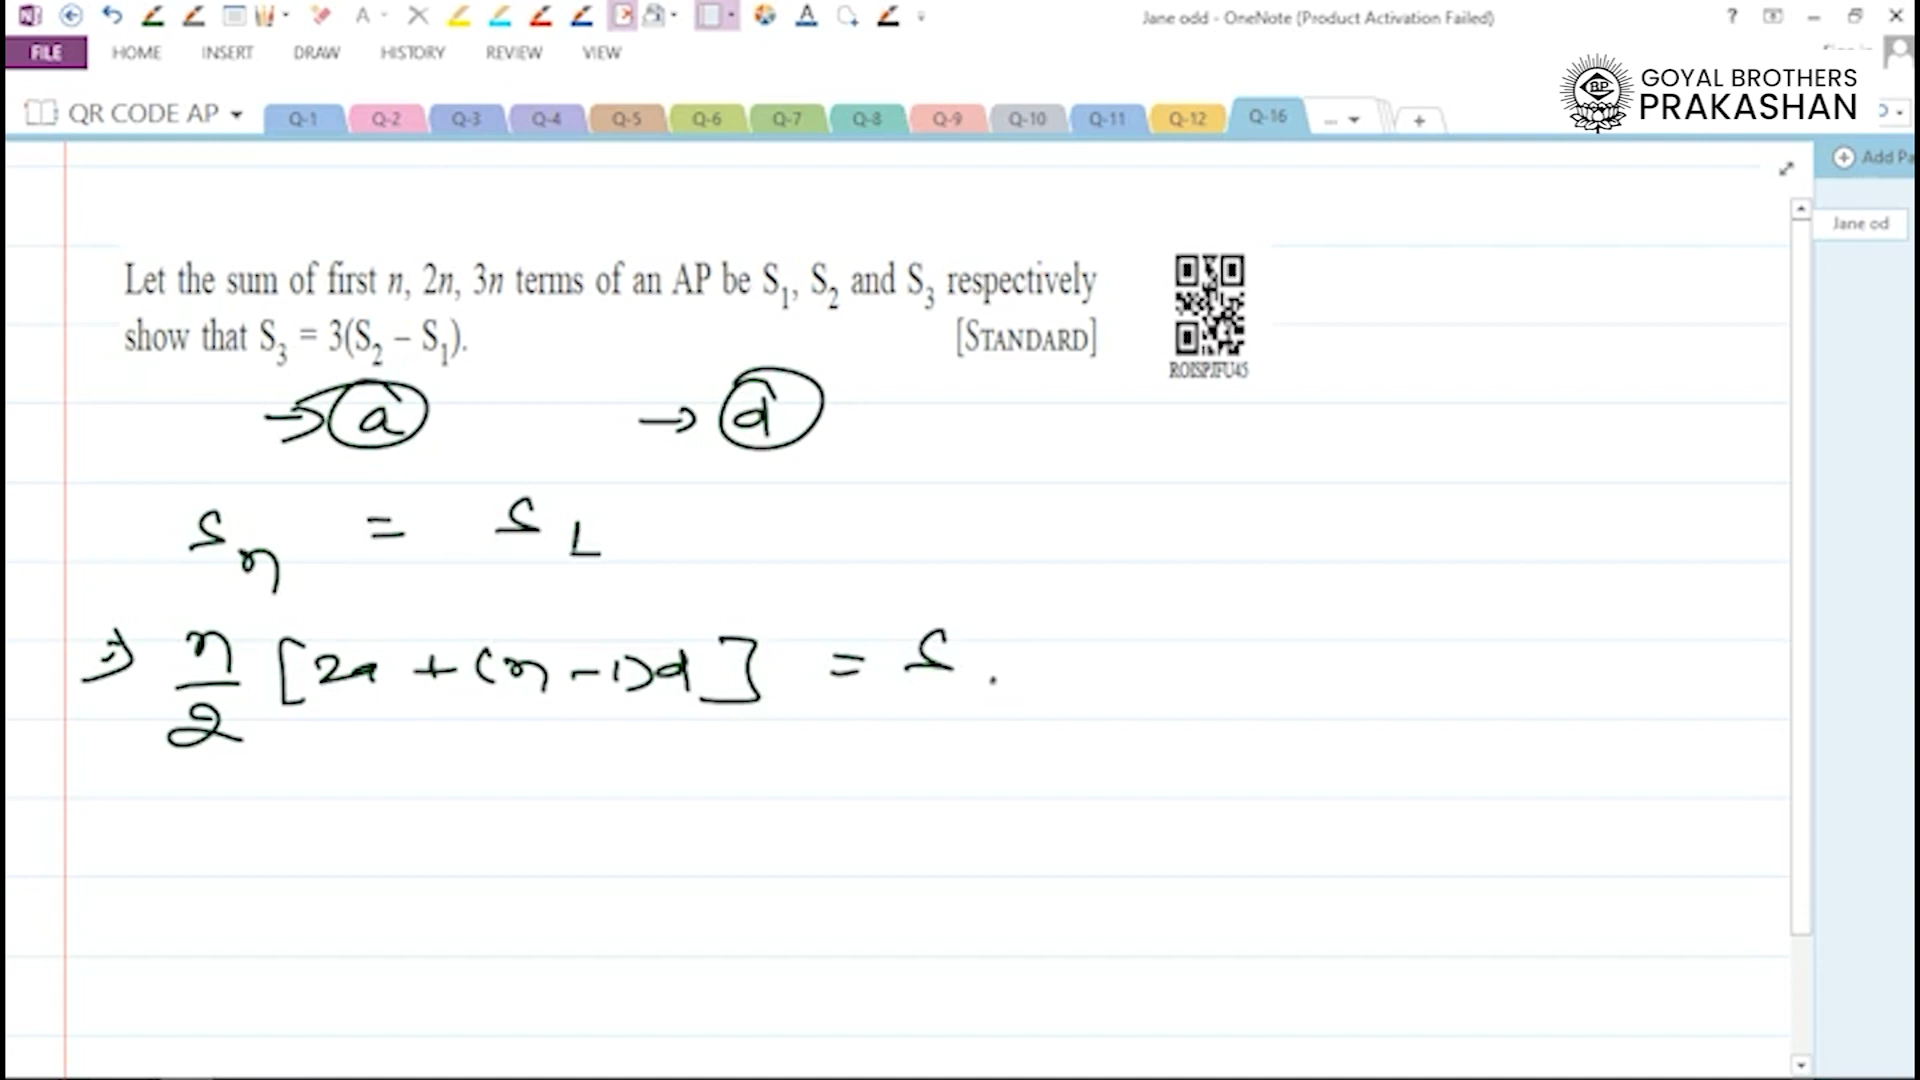 Jane odd - OneNote (Product Activation Failed)
FILE HOME INSERT DRAW HISTORY REVIEW VIEW
GOYAL BROTHERS
PRAKASHAN
QR CODE AP Q-1 Q-2 Q-3 Q-4 Q-5 Q-6 Q-7 Q-8 Q-9 Q-10 Q-11 Q-12 Q-16 ... +
Add Pa
Jane od
Let the sum of first n, 2n, 3n terms of an AP be S₁, S₂ and S₃ respectively
show that S₃ = 3(S₂ – S₁). [STANDARD]
→ a → d
Sₙ = S₁
⇒ n/2 [2a + (n - 1)d] = S .